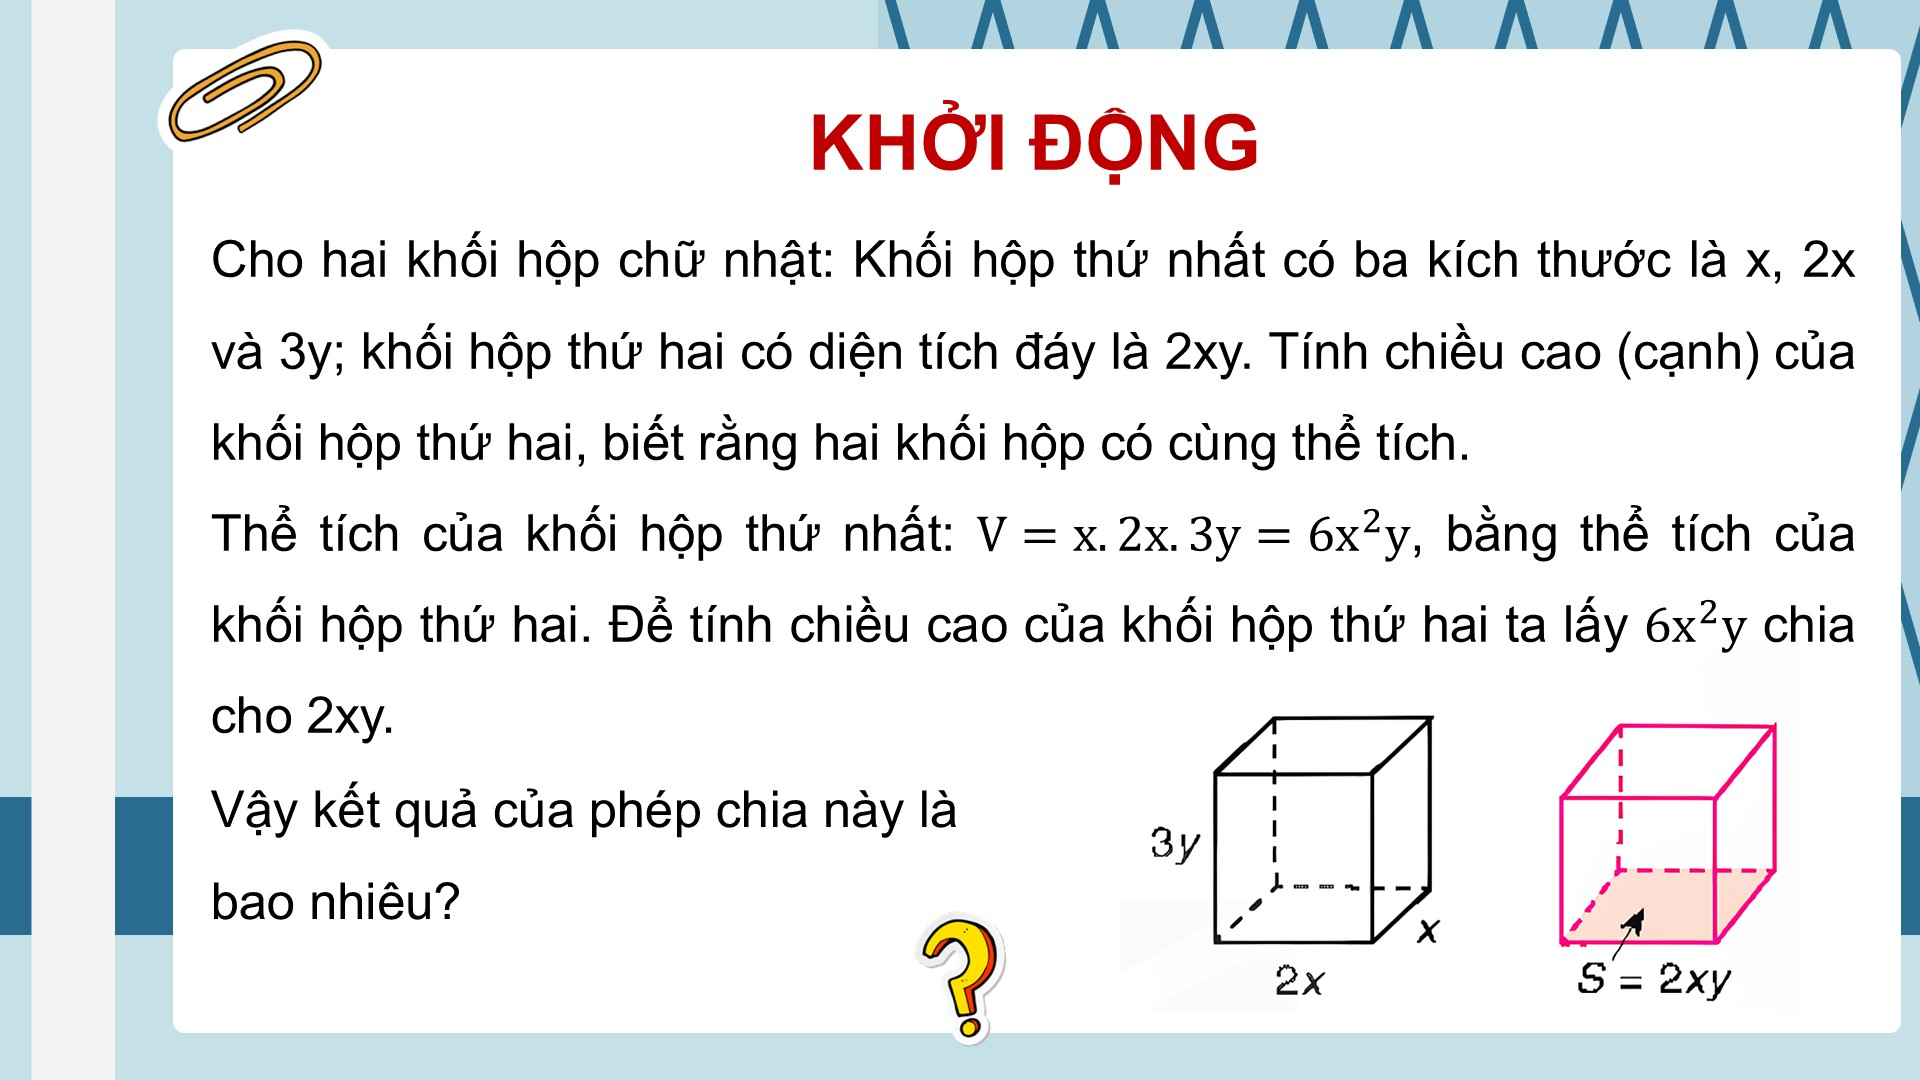 KHỞI ĐỘNG
Cho hai khối hộp chữ nhật: Khối hộp thứ nhất có ba kích thước là x, 2x
và 3y; khối hộp thứ hai có diện tích đáy là 2xy. Tính chiều cao (cạnh) của
khối hộp thứ hai, biết rằng hai khối hộp có cùng thể tích.
Thể tích của khối hộp thứ nhất: V = x. 2x. 3y = 6x²y, bằng thể tích của
khối hộp thứ hai. Để tính chiều cao của khối hộp thứ hai ta lấy 6x²y chia
cho 2xy.
Vậy kết quả của phép chia này là
bao nhiêu?
3y
x
2x
S = 2xy